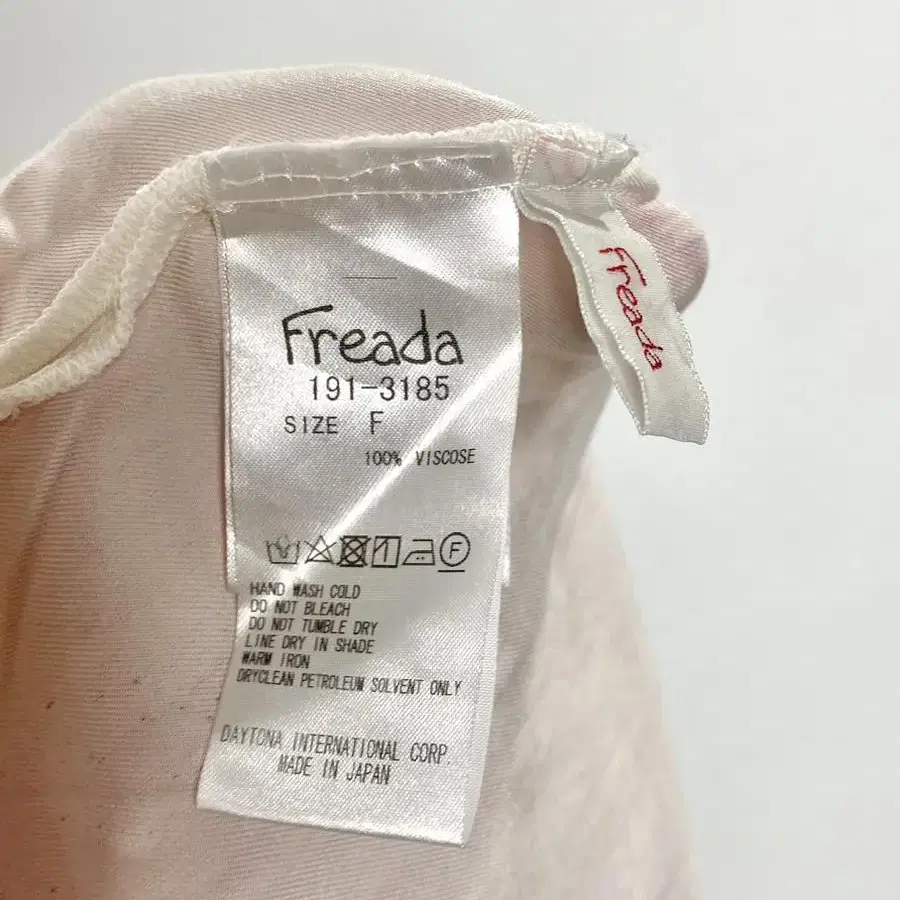 Freada
191-3185
SIZE F
100% VISCOSE
F
HAND WASH COLD
DO NOT BLEACH
DO NOT TUMBLE DRY
LINE DRY IN SHADE
WARM IRON
DRYCLEAN PETROLEUM SOLVENT ONLY
DAYTONA INTERNATIONAL CORP.
MADE IN JAPAN
Freada